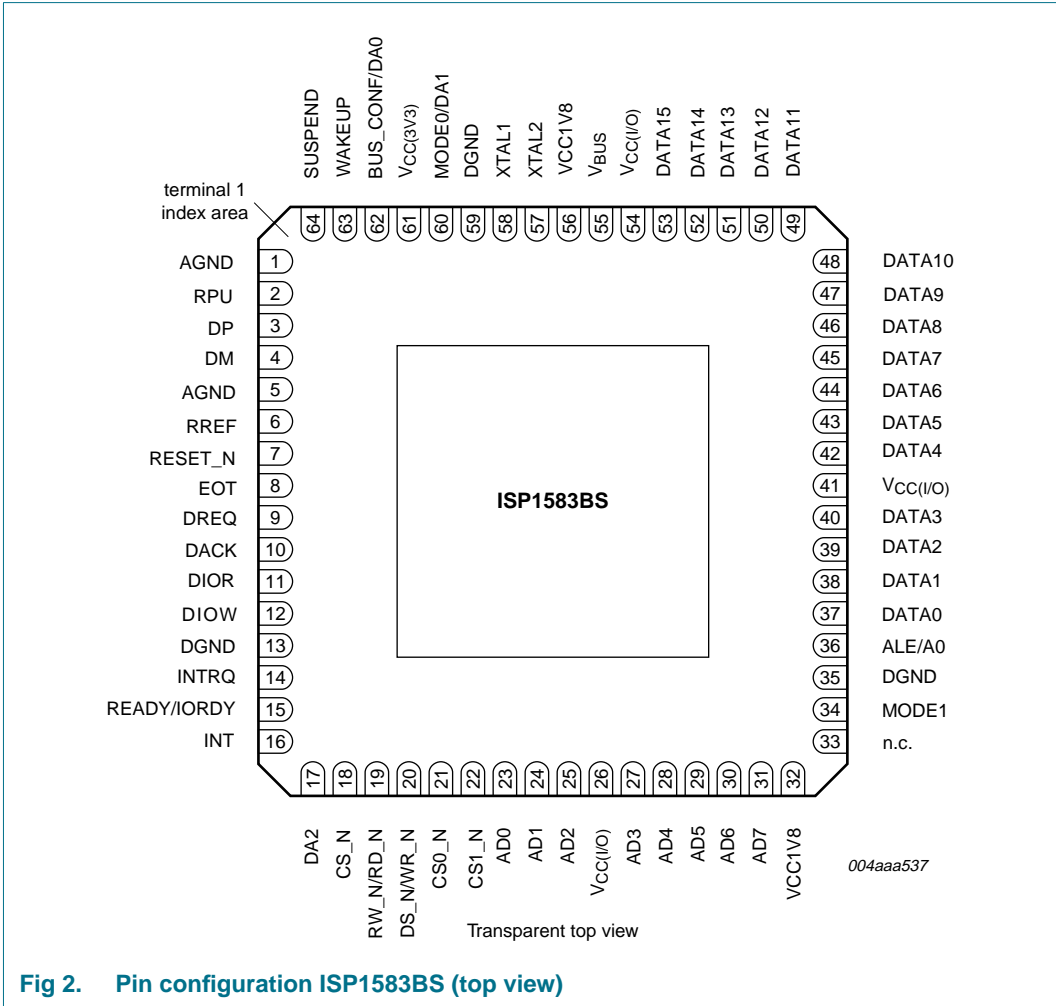 SUSPEND
WAKEUP
BUS_CONF/DA0
VCC(3V3)
MODE0/DA1
DGND
XTAL1
XTAL2
VCC1V8
VBUS
VCC(I/O)
DATA15
DATA14
DATA13
DATA12
DATA11
terminal 1
index area
64 63 62 61 60 59 58 57 56 55 54 53 52 51 50 49
AGND 1 48 DATA10
RPU 2 47 DATA9
DP 3 46 DATA8
DM 4 45 DATA7
AGND 5 44 DATA6
RREF 6 43 DATA5
RESET_N 7 42 DATA4
EOT 8 41 VCC(I/O)
ISP1583BS
DREQ 9 40 DATA3
DACK 10 39 DATA2
DIOR 11 38 DATA1
DIOW 12 37 DATA0
DGND 13 36 ALE/A0
INTRQ 14 35 DGND
READY/IORDY 15 34 MODE1
INT 16 33 n.c.
17 18 19 20 21 22 23 24 25 26 27 28 29 30 31 32
DA2
CS_N
RW_N/RD_N
DS_N/WR_N
CS0_N
CS1_N
AD0
AD1
AD2
VCC(I/O)
AD3
AD4
AD5
AD6
AD7
VCC1V8
004aaa537
Transparent top view
Fig 2. Pin configuration ISP1583BS (top view)